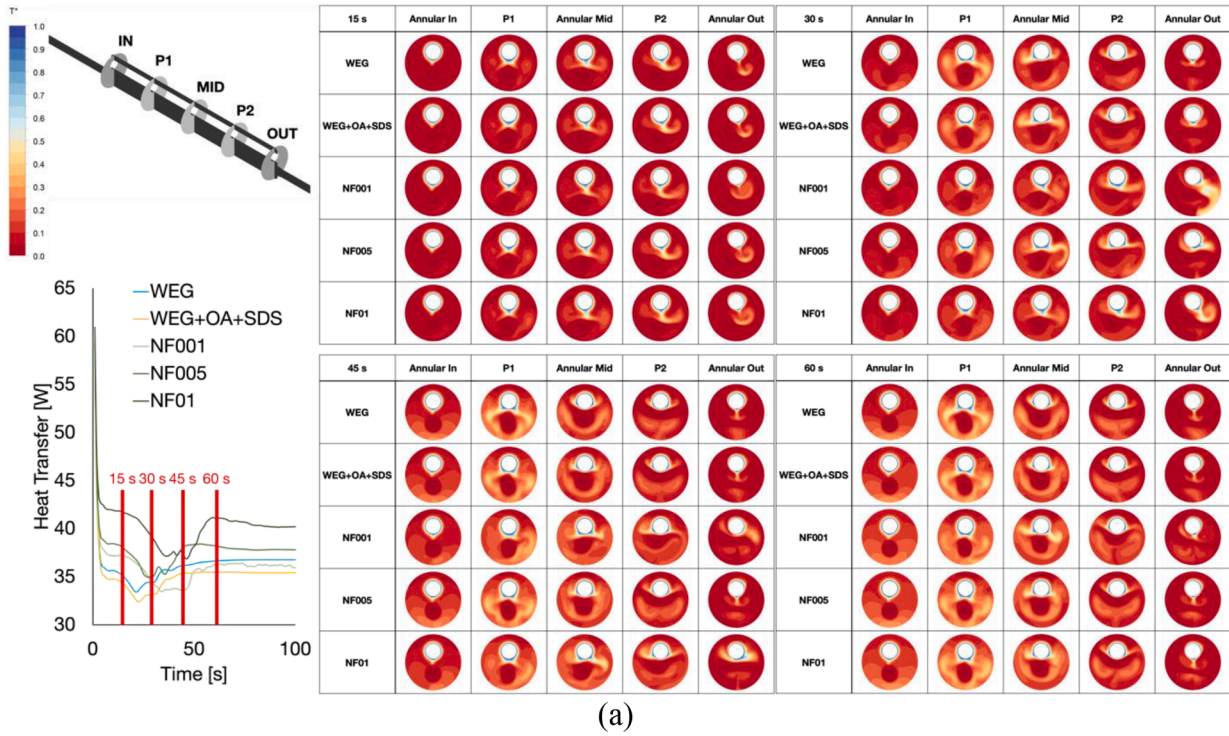 T*
1.0
0.9
0.8
0.7
0.6
0.5
0.4
0.3
0.2
0.1
0.0
IN
P1
MID
P2
OUT
65
60
55
50
45
40
35
30
Heat Transfer [W]
WEG
WEG+OA+SDS
NF001
NF005
NF01
15 s 30 s 45 s 60 s
0 50 100
Time [s]
15 s Annular In P1 Annular Mid P2 Annular Out
WEG
WEG+OA+SDS
NF001
NF005
NF01
30 s Annular In P1 Annular Mid P2 Annular Out
WEG
WEG+OA+SDS
NF001
NF005
NF01
45 s Annular In P1 Annular Mid P2 Annular Out
WEG
WEG+OA+SDS
NF001
NF005
NF01
60 s Annular In P1 Annular Mid P2 Annular Out
WEG
WEG+OA+SDS
NF001
NF005
NF01
(a)